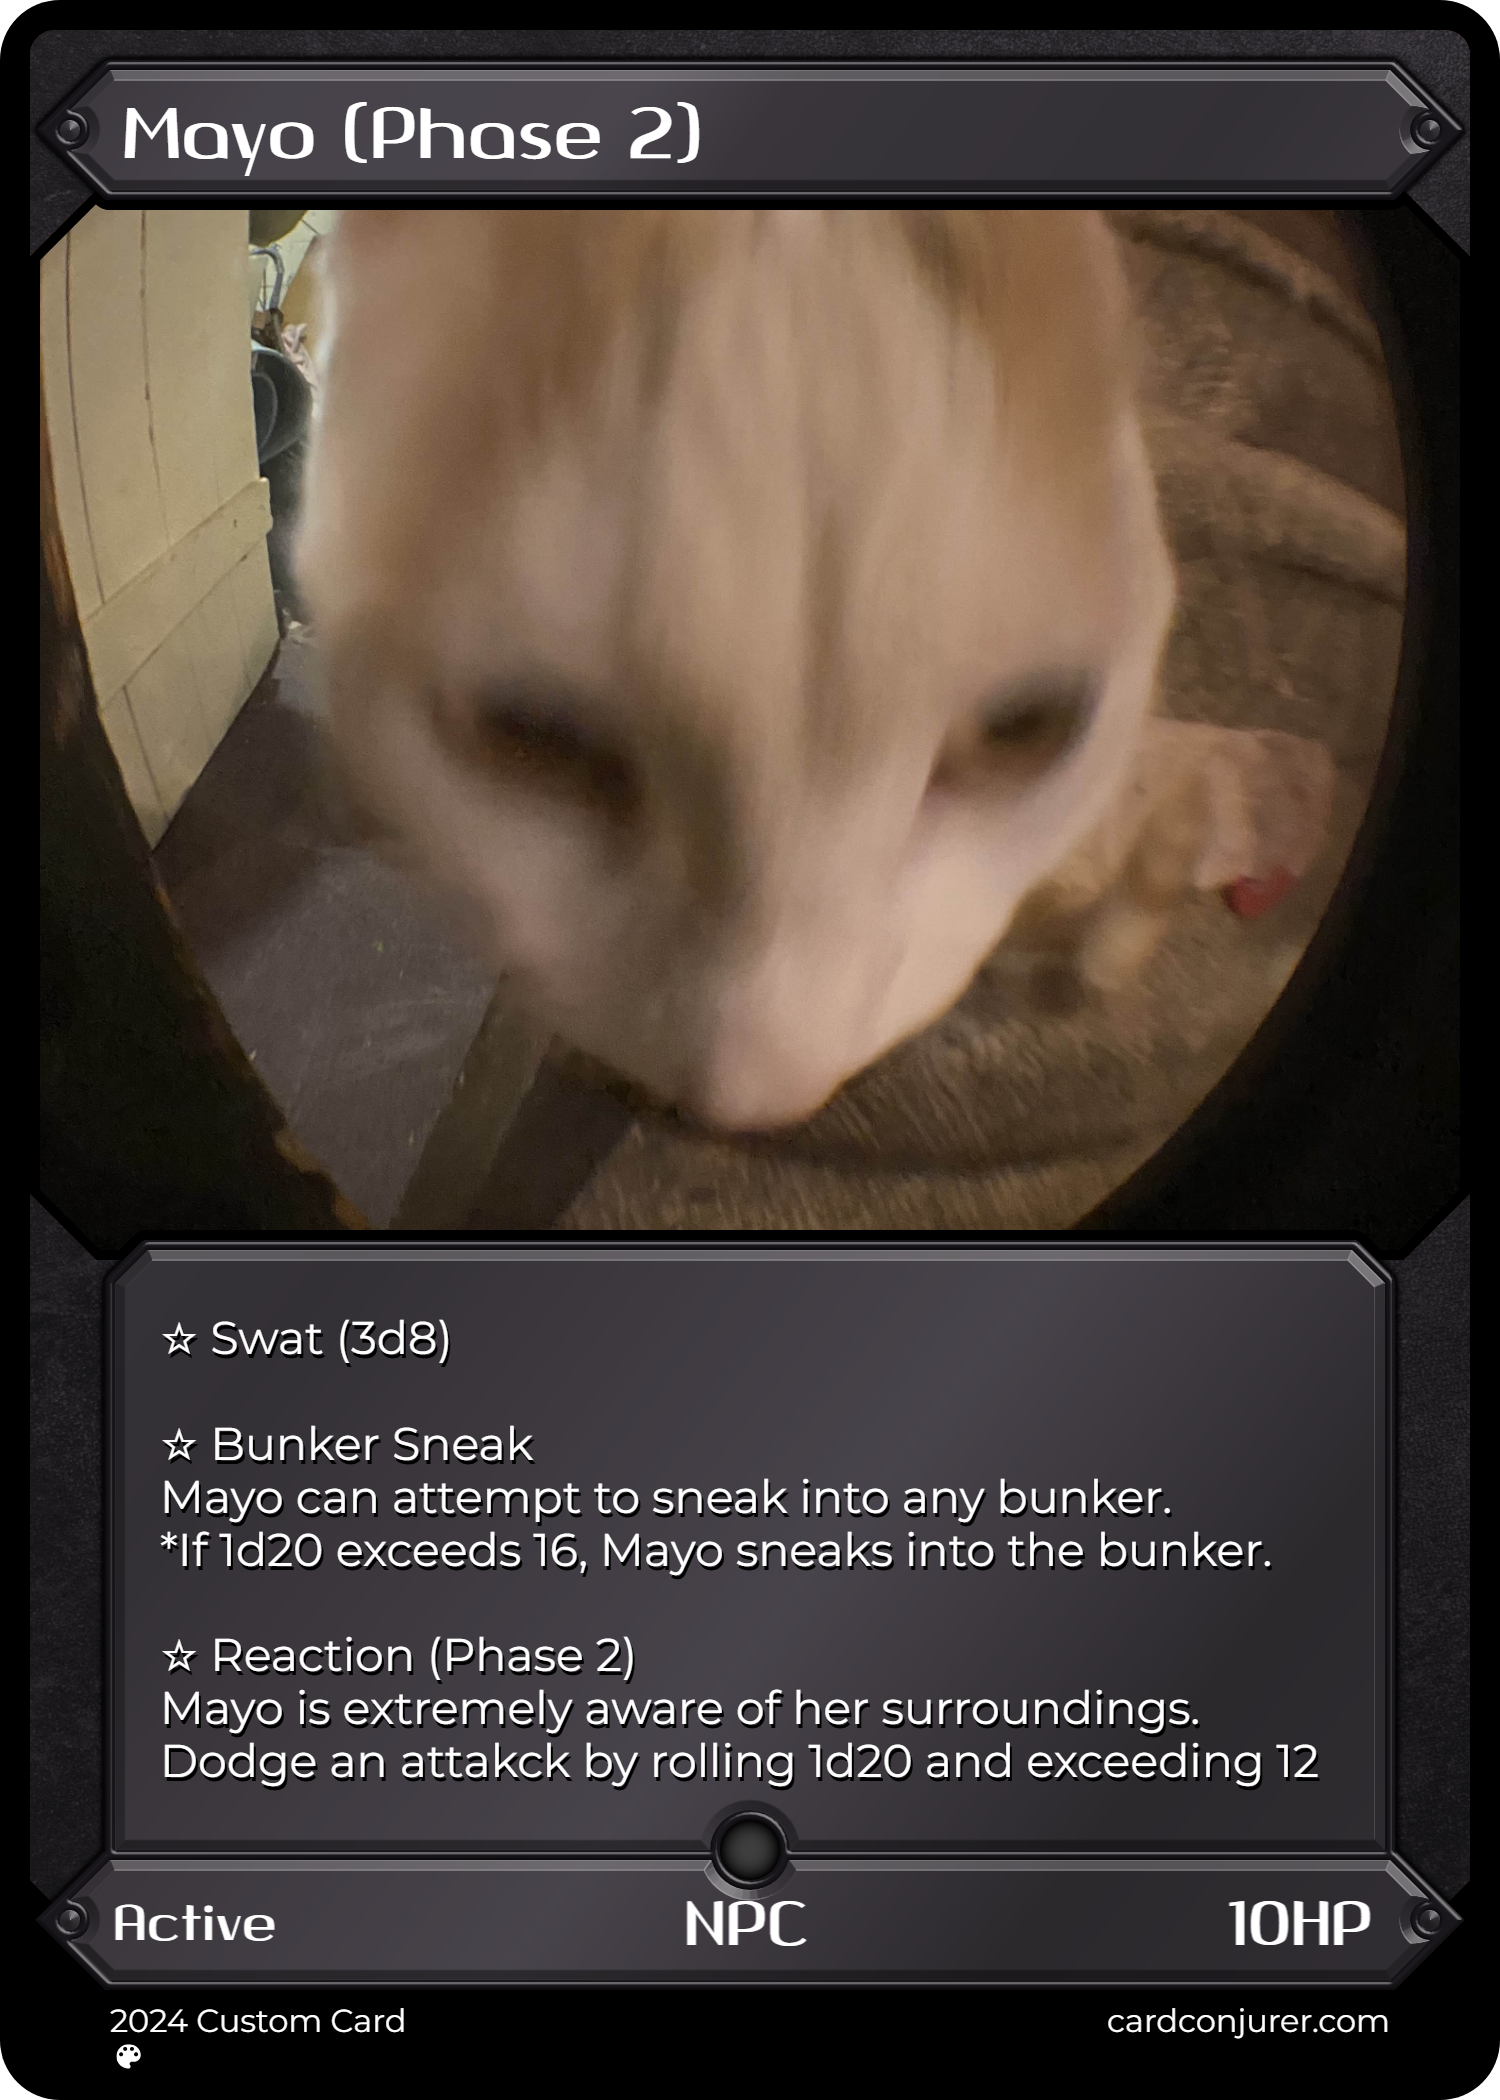 Mayo (Phase 2)
☆ Swat (3d8)
☆ Bunker Sneak
Mayo can attempt to sneak into any bunker.
*If 1d20 exceeds 16, Mayo sneaks into the bunker.
☆ Reaction (Phase 2)
Mayo is extremely aware of her surroundings.
Dodge an attakck by rolling 1d20 and exceeding 12
Active NPC 10HP
2024 Custom Card cardconjurer.com